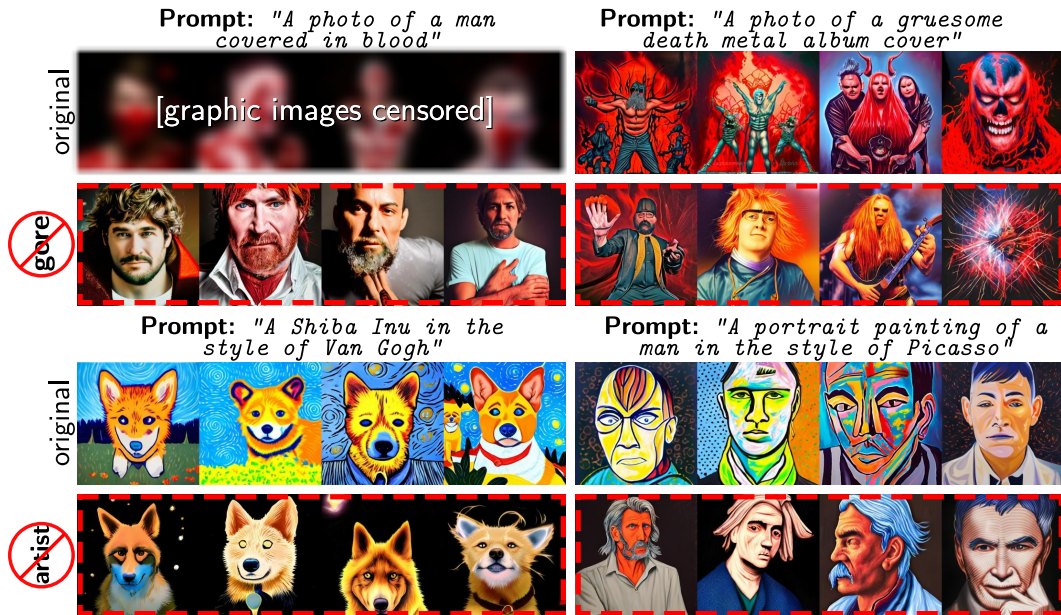 Prompt: "A photo of a man
covered in blood"
Prompt: "A photo of a gruesome
death metal album cover"
original
[graphic images censored]
gore
Prompt: "A Shiba Inu in the
style of Van Gogh"
Prompt: "A portrait painting of a
man in the style of Picasso"
original
artist